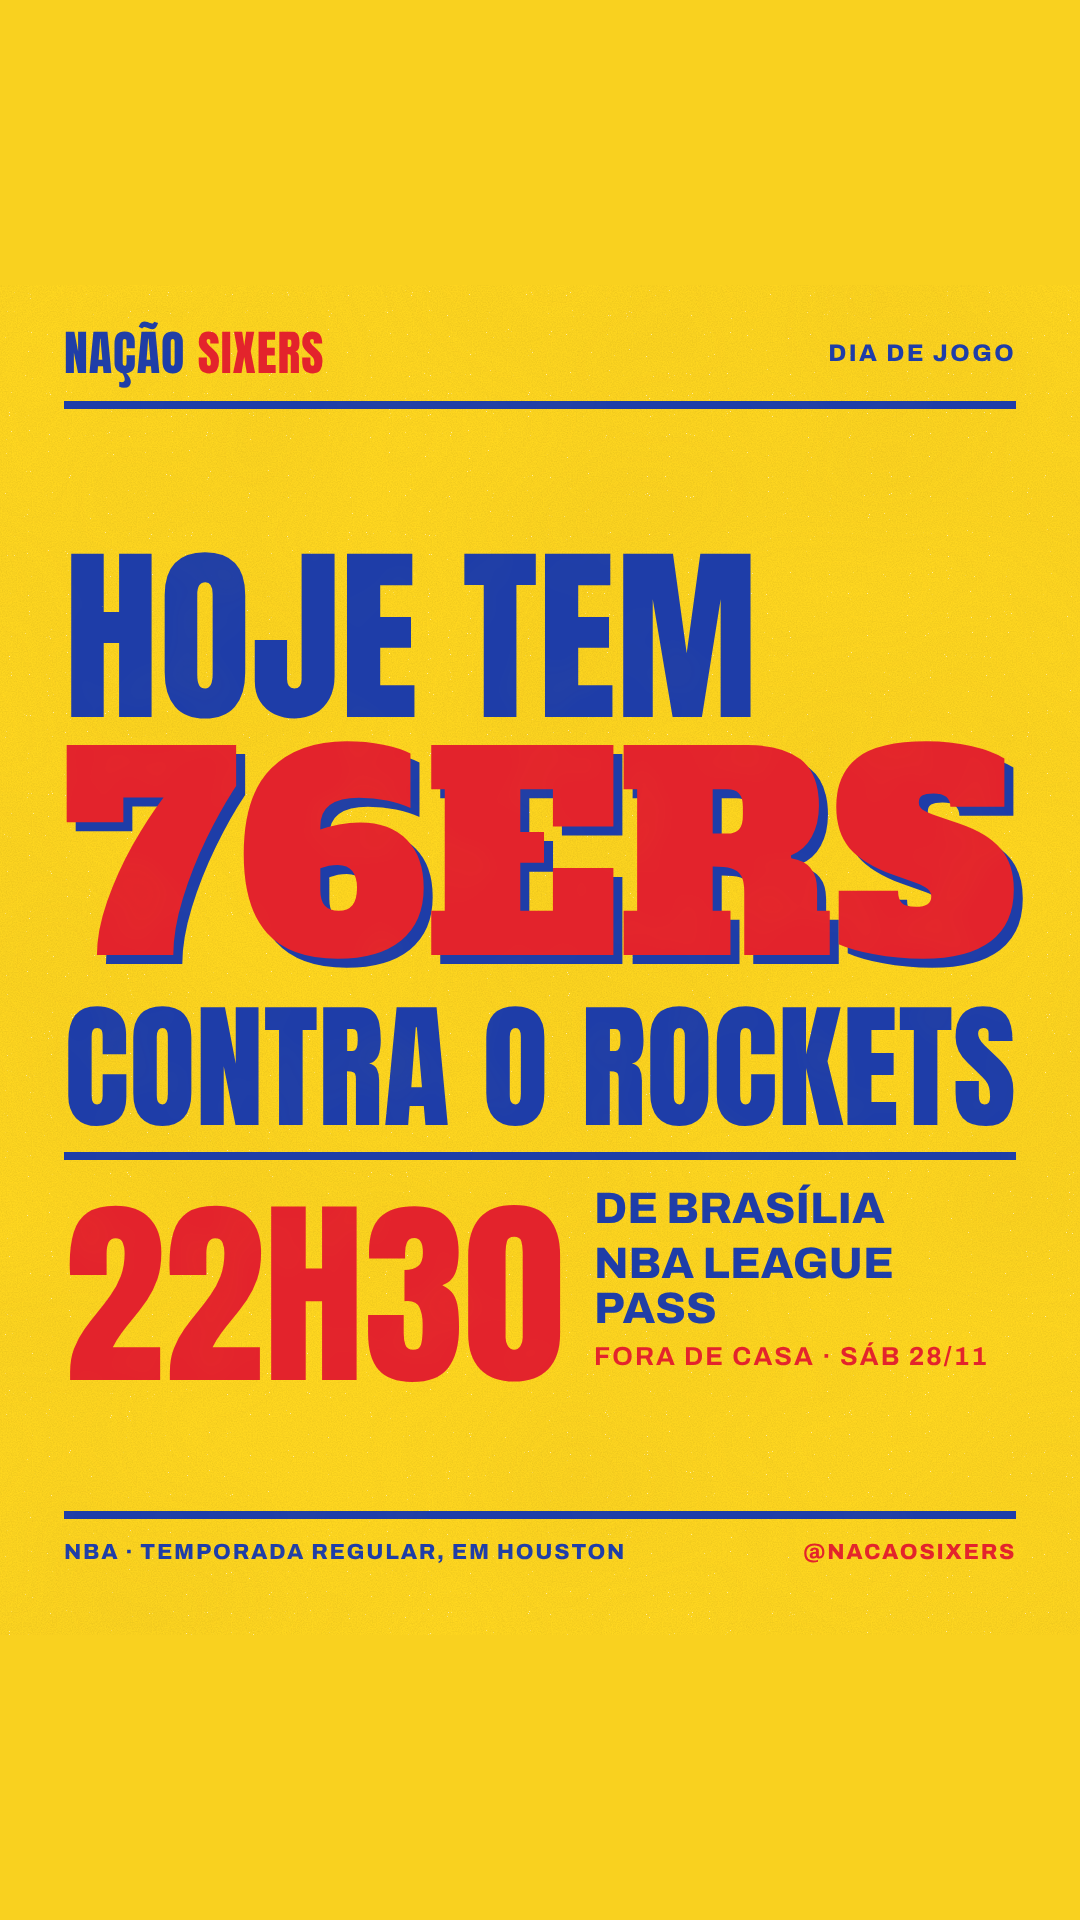 NAÇÃO SIXERS
DIA DE JOGO
HOJE TEM
76ERS
CONTRA O ROCKETS
22H30
DE BRASÍLIA
NBA LEAGUE
PASS
FORA DE CASA · SÁB 28/11
NBA · TEMPORADA REGULAR, EM HOUSTON
@NACAOSIXERS